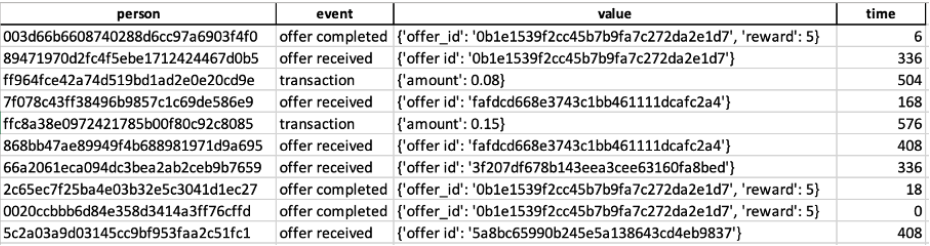 person event value time
003d66b6608740288d6cc97a6903f4f0 offer completed {'offer_id': '0b1e1539f2cc45b7b9fa7c272da2e1d7', 'reward': 5} 6
89471970d2fc4f5ebe1712424467d0b5 offer received {'offer id': '0b1e1539f2cc45b7b9fa7c272da2e1d7'} 336
ff964fce42a74d519bd1ad2e0e20cd9e transaction {'amount': 0.08} 504
7f078c43ff38496b9857c1c69de586e9 offer received {'offer id': 'fafdcd668e3743c1bb461111dcafc2a4'} 168
ffc8a38e0972421785b00f80c92c8085 transaction {'amount': 0.15} 576
868bb47ae89949f4b688981971d9a695 offer received {'offer id': 'fafdcd668e3743c1bb461111dcafc2a4'} 408
66a2061eca094dc3bea2ab2ceb9b7659 offer received {'offer id': '3f207df678b143eea3cee63160fa8bed'} 336
2c65ec7f25ba4e03b32e5c3041d1ec27 offer completed {'offer_id': '0b1e1539f2cc45b7b9fa7c272da2e1d7', 'reward': 5} 18
0020ccbbb6d84e358d3414a3ff76cffd offer completed {'offer_id': '0b1e1539f2cc45b7b9fa7c272da2e1d7', 'reward': 5} 0
5c2a03a9d03145cc9bf953faa2c51fc1 offer received {'offer id': '5a8bc65990b245e5a138643cd4eb9837'} 408